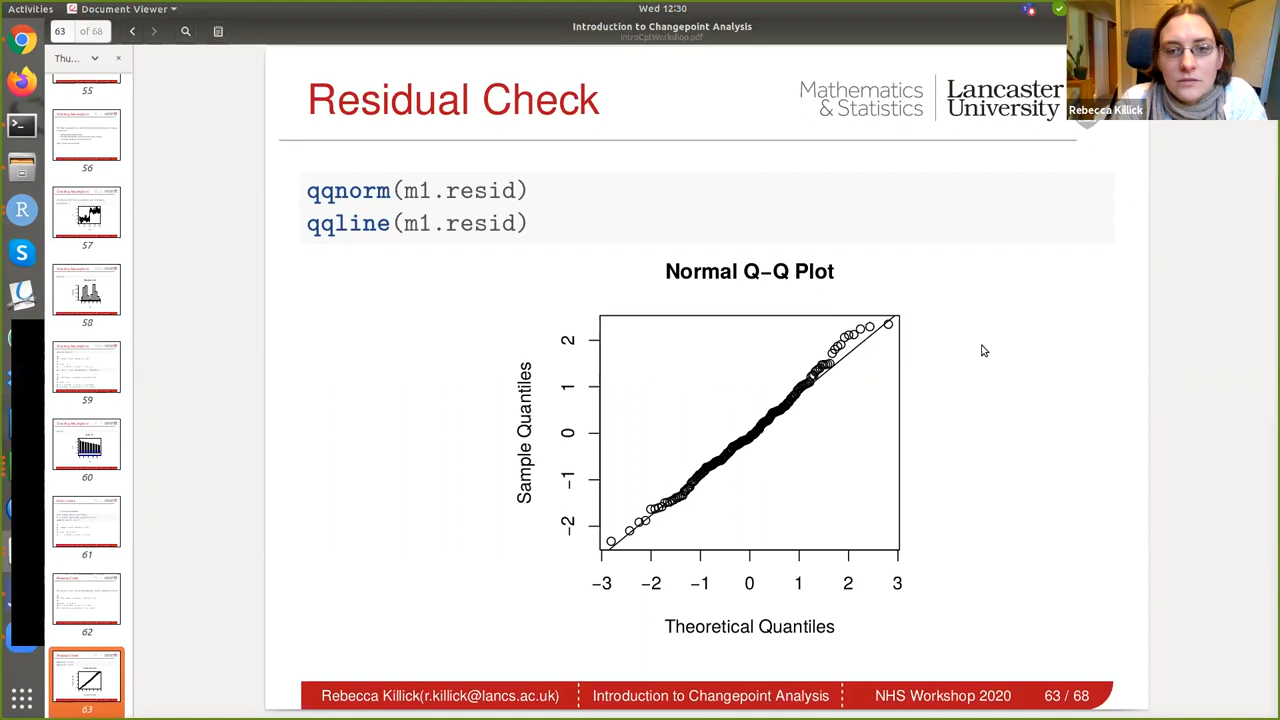 Activities
Document Viewer
Wed 12:30
63
of 68
Introduction to Changepoint Analysis
IntroCptWorkshop.pdf
Thu...
55
56
57
58
59
60
61
62
63
Residual Check
Mathematics
& Statistics
Lancaster
University
Rebecca Killick
qqnorm(m1.resid)
qqline(m1.resid)
Normal Q−Q Plot
Sample Quantiles
2
1
0
−1
−2
−3
−2
−1
0
1
2
3
Theoretical Quantiles
Rebecca Killick(r.killick@lancs.ac.uk)
Introduction to Changepoint Analysis
NHS Workshop 2020
63 / 68